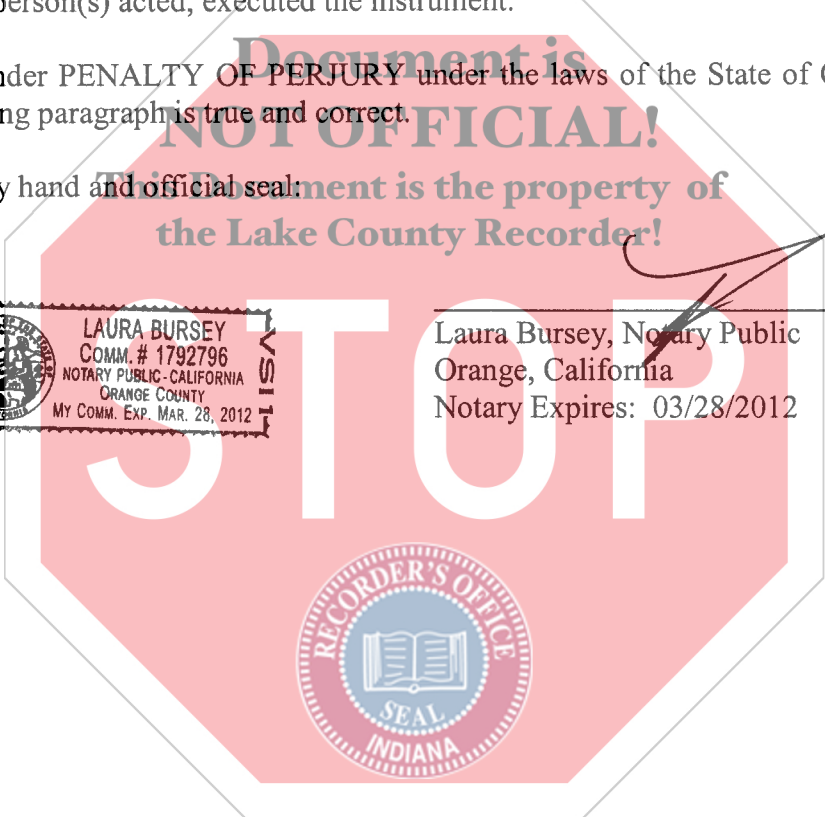 person(s) acted, executed the instrument.
Document is
nder PENALTY OF PERJURY under the laws of the State of C
NOT OFFICIAL!
ng paragraph is true and correct.
This Document is the property of
y hand and official seal:
the Lake County Recorder!
STOP
LAURA BURSEY
COMM. # 1792796
NOTARY PUBLIC-CALIFORNIA
ORANGE COUNTY
MY COMM. EXP. MAR. 28, 2012
VSI 1
Laura Bursey, Notary Public
Orange, California
Notary Expires: 03/28/2012
RECORDER'S OFFICE
SEAL
INDIANA